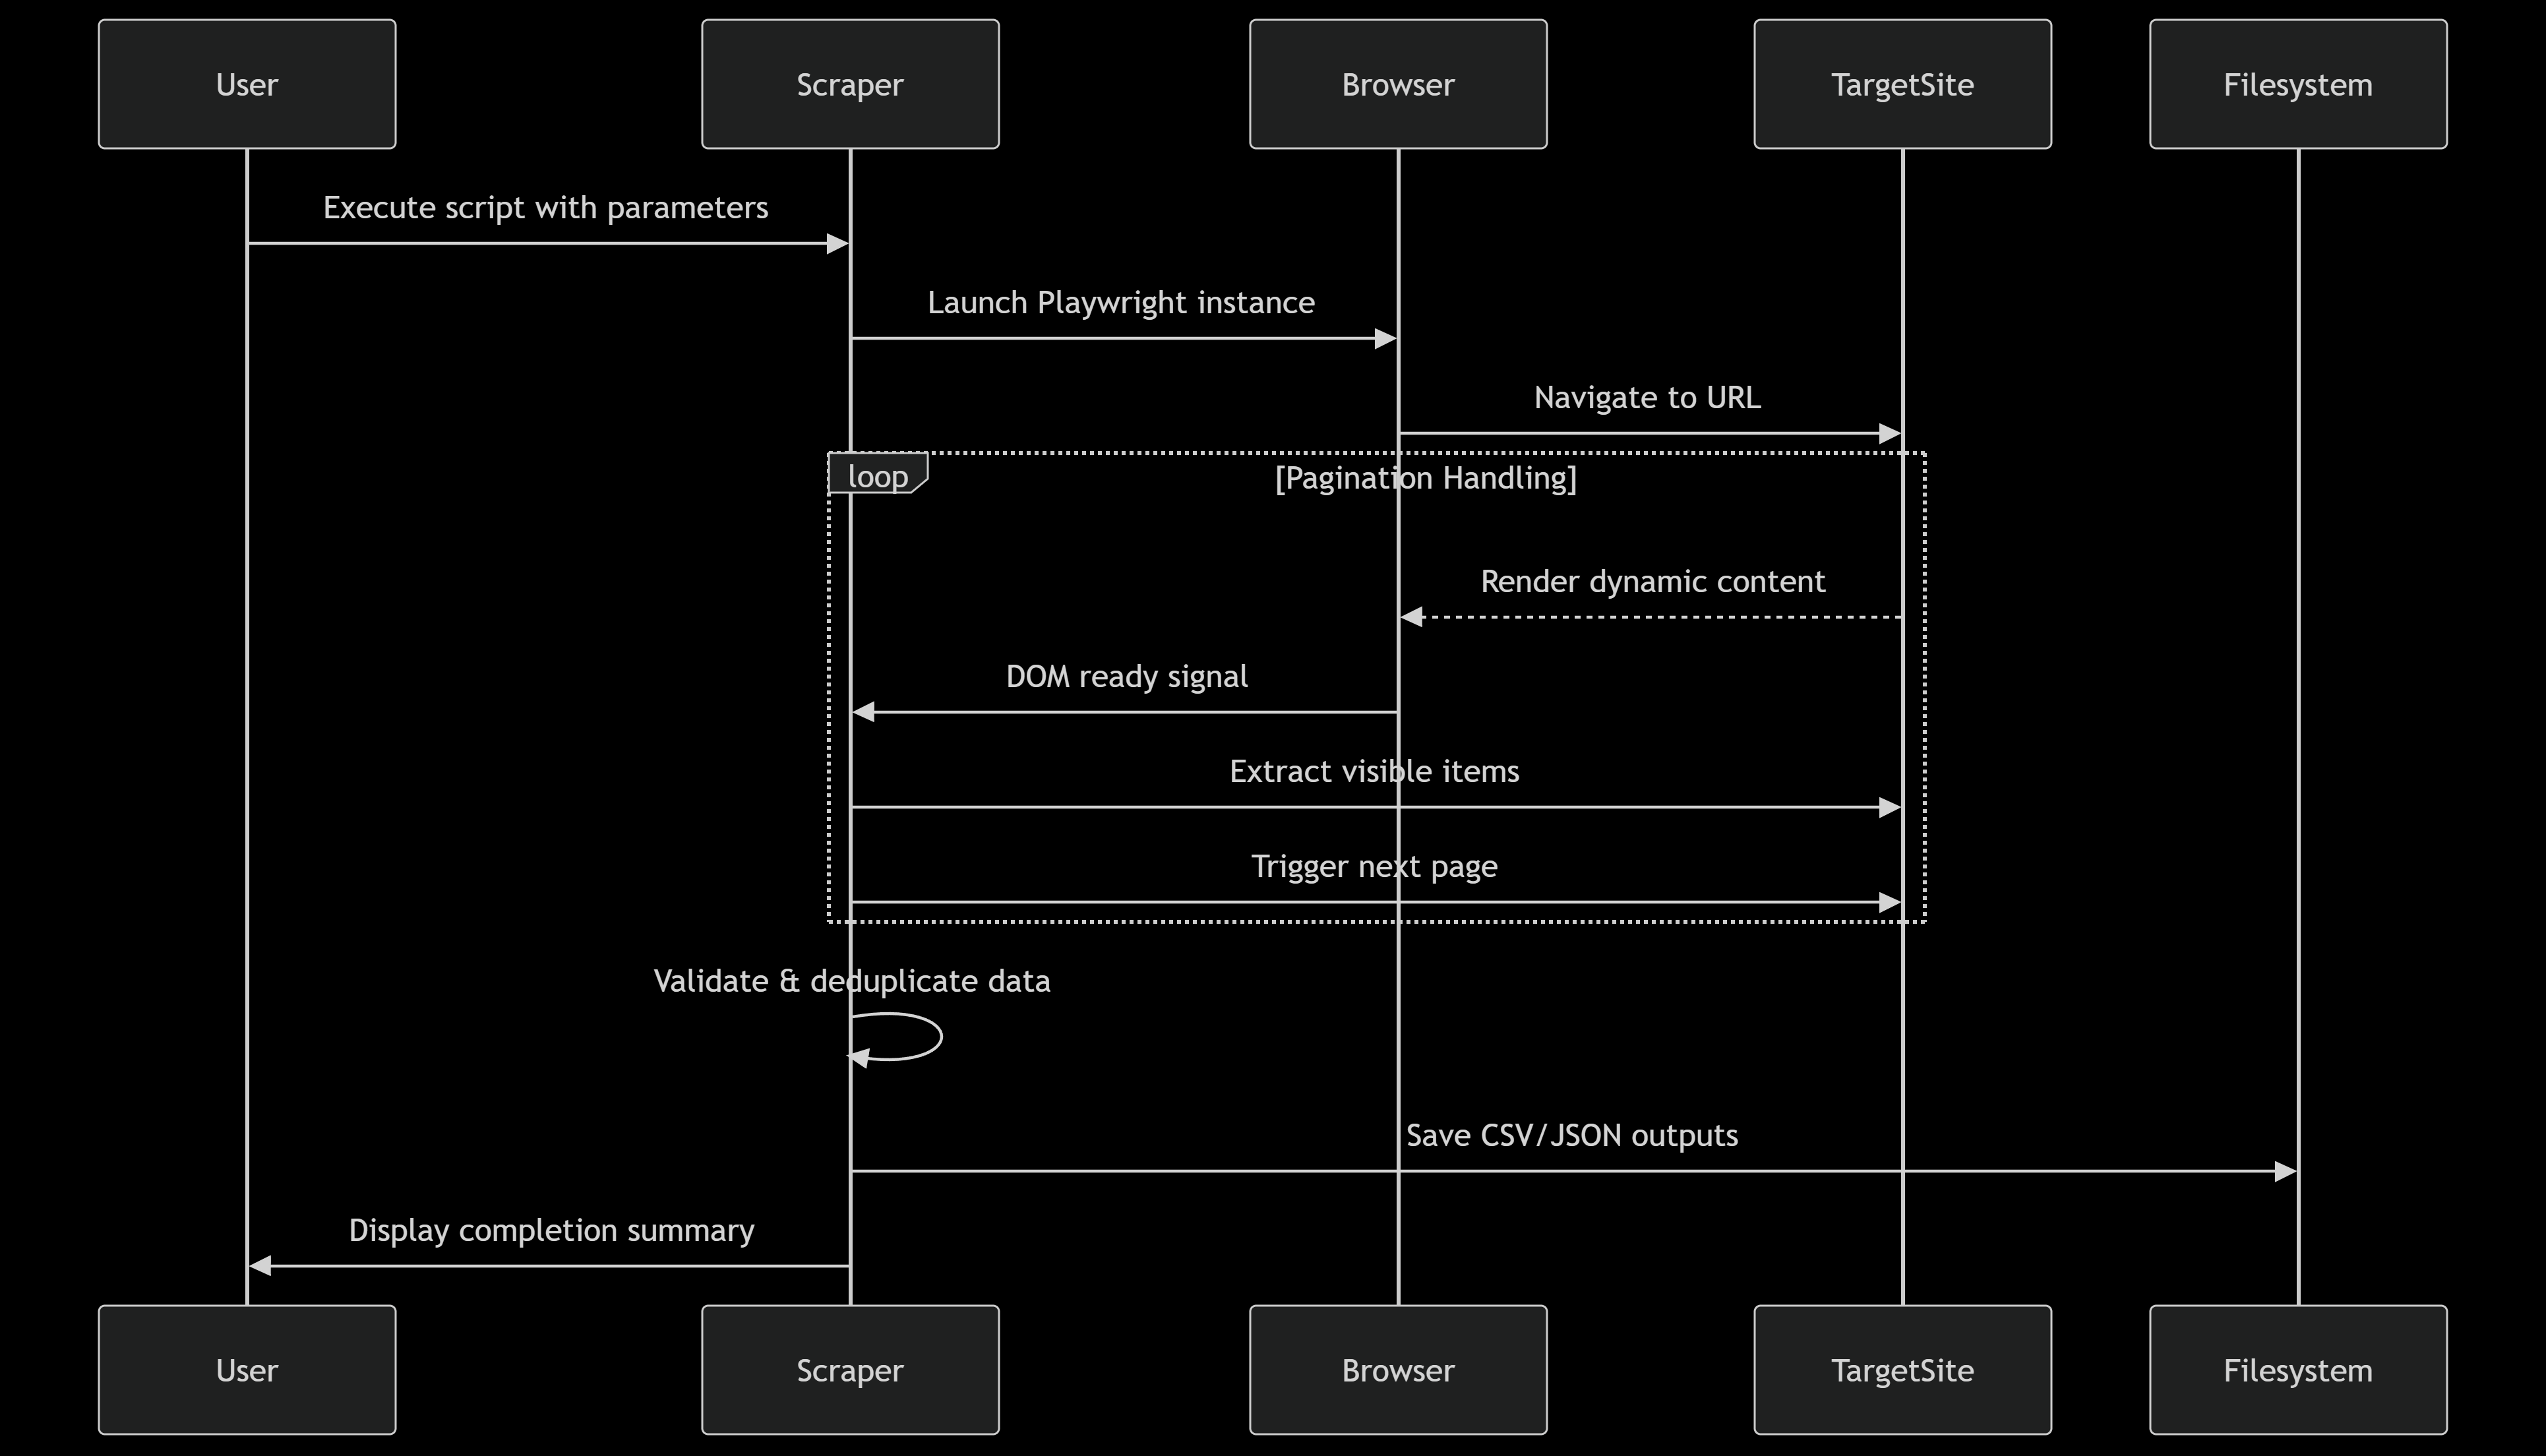 User
Scraper
Browser
TargetSite
Filesystem
Execute script with parameters
Launch Playwright instance
Navigate to URL
loop
[Pagination Handling]
Render dynamic content
DOM ready signal
Extract visible items
Trigger next page
Validate & deduplicate data
Save CSV/JSON outputs
Display completion summary
User
Scraper
Browser
TargetSite
Filesystem